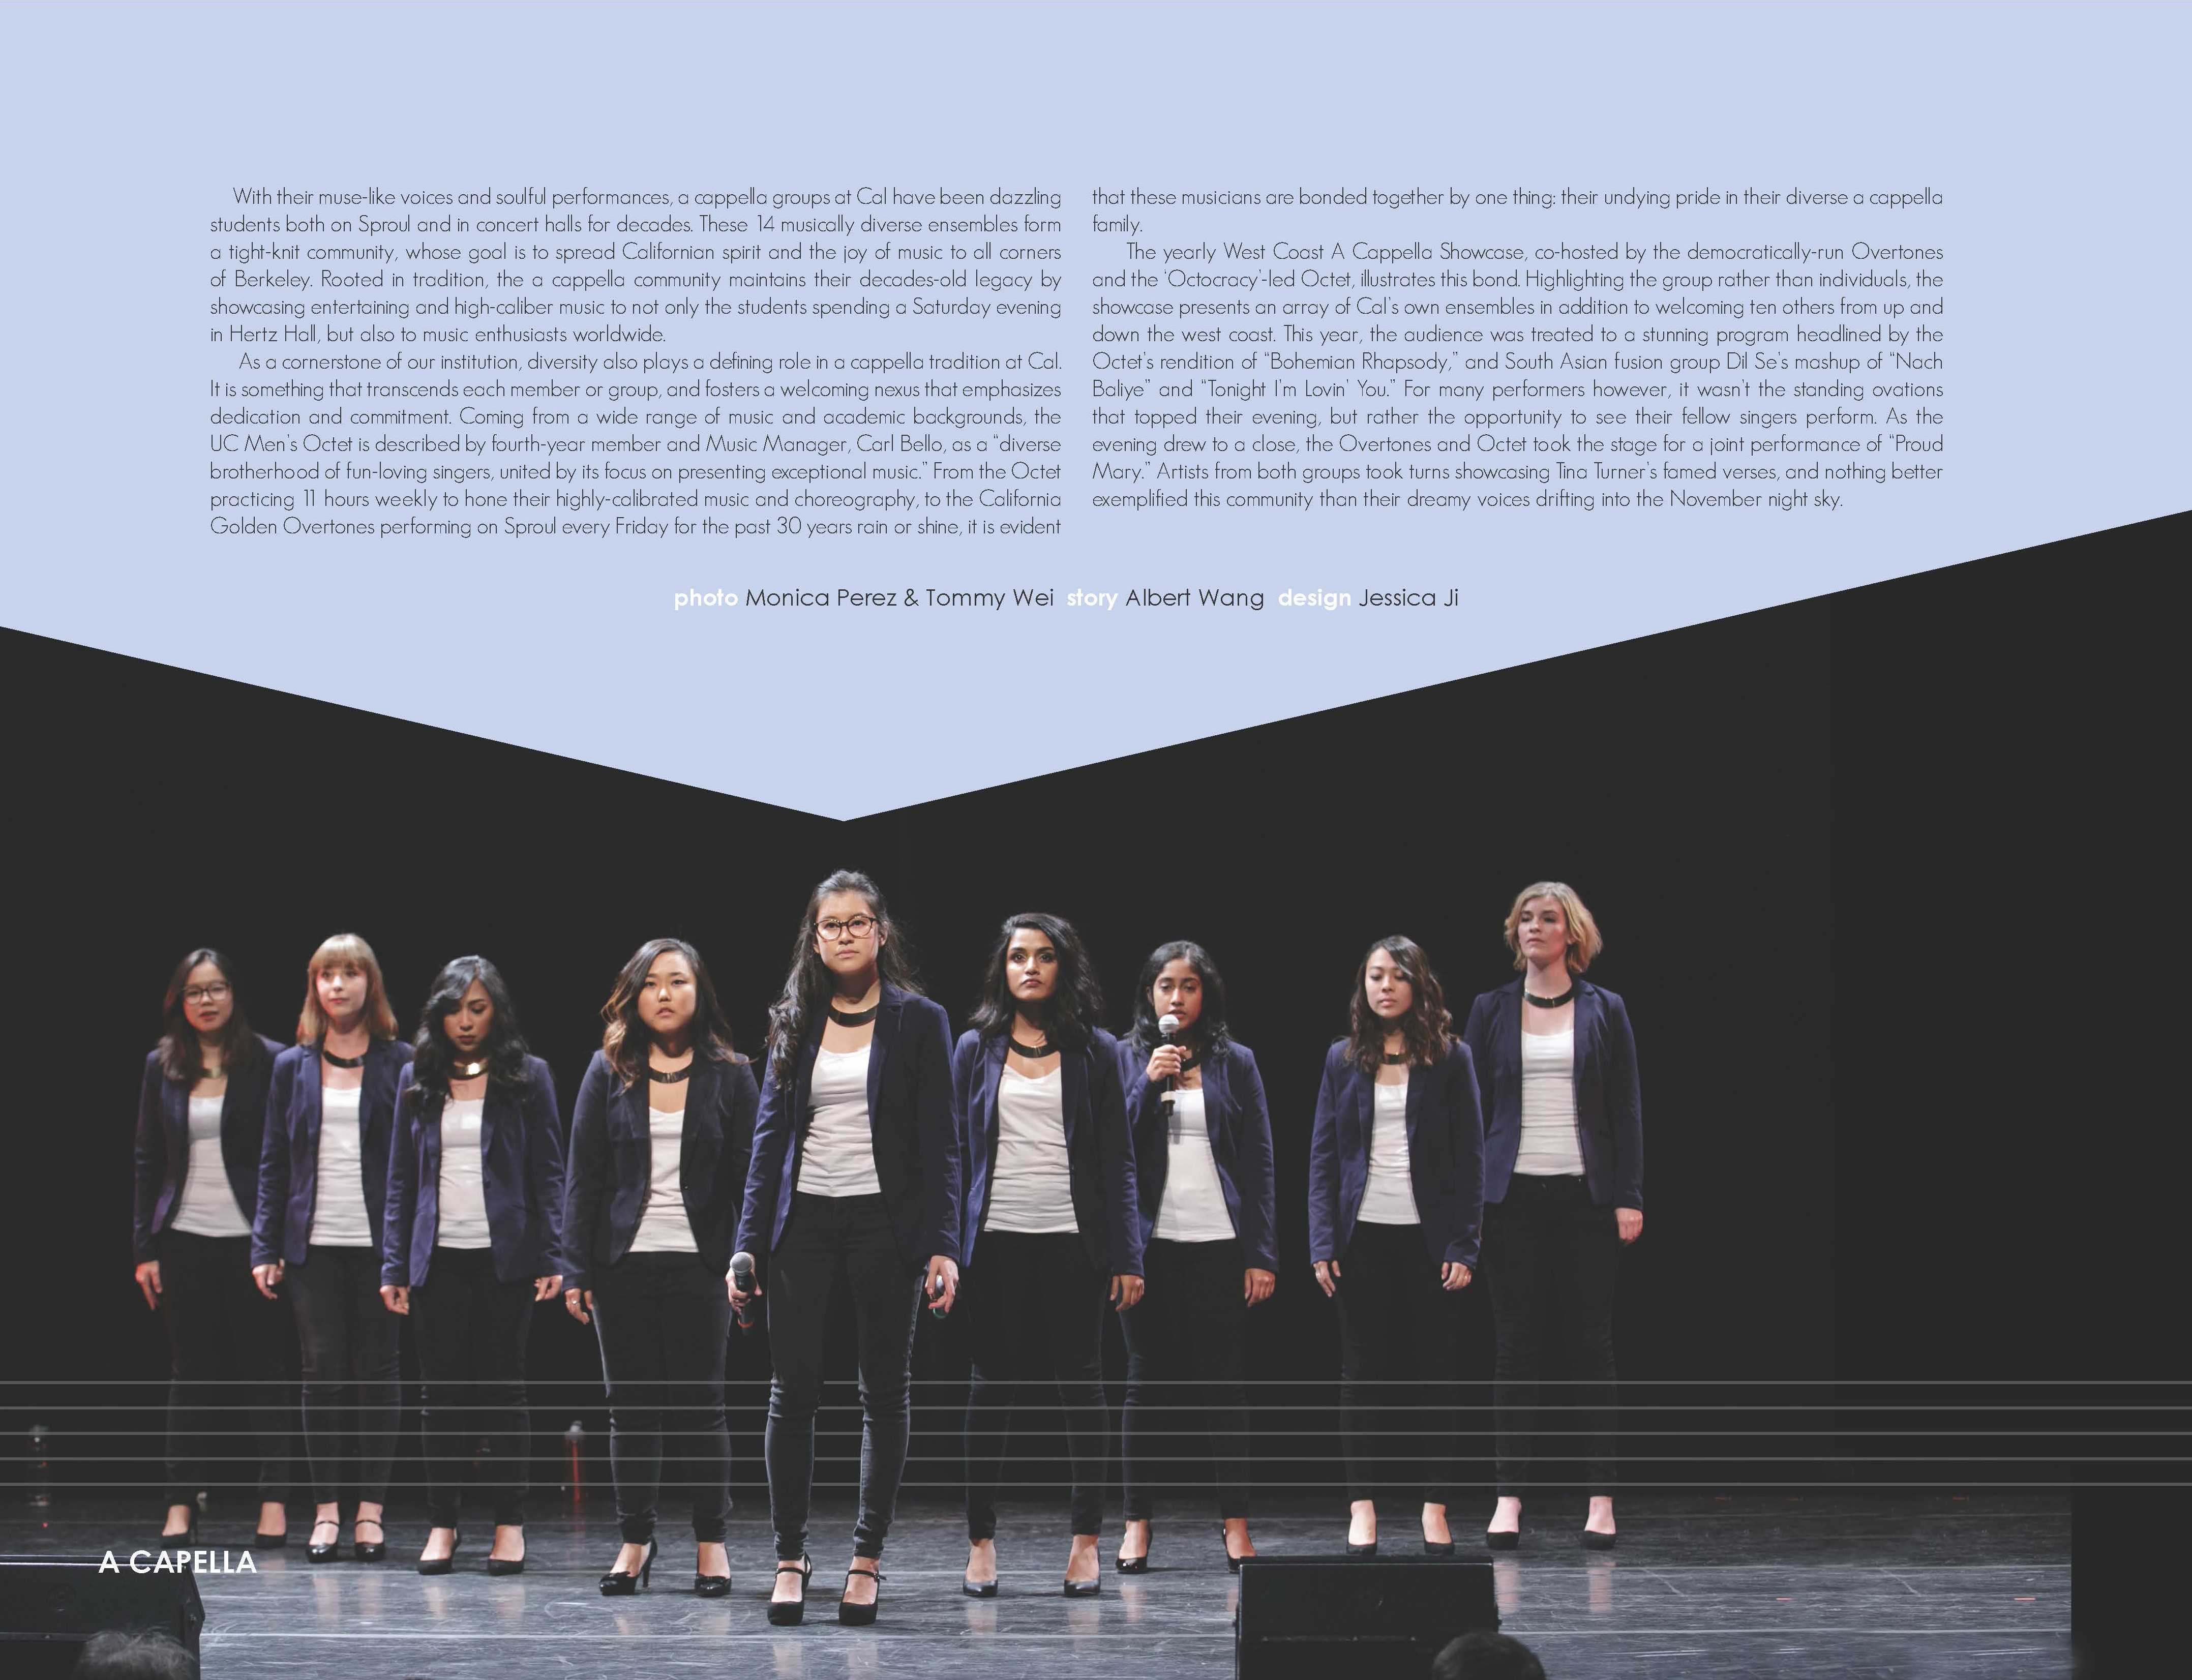 With their muse-like voices and soulful performances, a cappella groups at Cal have been dazzling
students both on Sproul and in concert halls for decades. These 14 musically diverse ensembles form
a tight-knit community, whose goal is to spread Californian spirit and the joy of music to all corners
of Berkeley. Rooted in tradition, the a cappella community maintains their decades-old legacy by
showcasing entertaining and high-caliber music to not only the students spending a Saturday evening
in Hertz Hall, but also to music enthusiasts worldwide.
As a cornerstone of our institution, diversity also plays a defining role in a cappella tradition at Cal.
It is something that transcends each member or group, and fosters a welcoming nexus that emphasizes
dedication and commitment. Coming from a wide range of music and academic backgrounds, the
UC Men's Octet is described by fourth-year member and Music Manager, Carl Bello, as a “diverse
brotherhood of fun-loving singers, united by its focus on presenting exceptional music.” From the Octet
practicing 11 hours weekly to hone their highly-calibrated music and choreography, to the California
Golden Overtones performing on Sproul every Friday for the past 30 years rain or shine, it is evident
that these musicians are bonded together by one thing: their undying pride in their diverse a cappella
family.
The yearly West Coast A Cappella Showcase, co-hosted by the democratically-run Overtones
and the ‘Octocracy’-led Octet, illustrates this bond. Highlighting the group rather than individuals, the
showcase presents an array of Cal's own ensembles in addition to welcoming ten others from up and
down the west coast. This year, the audience was treated to a stunning program headlined by the
Octet's rendition of “Bohemian Rhapsody,” and South Asian fusion group Dil Se's mashup of “Nach
Baliye” and “Tonight I'm Lovin' You.” For many performers however, it wasn't the standing ovations
that topped their evening, but rather the opportunity to see their fellow singers perform. As the
evening drew to a close, the Overtones and Octet took the stage for a joint performance of “Proud
Mary.” Artists from both groups took turns showcasing Tina Turner's famed verses, and nothing better
exemplified this community than their dreamy voices drifting into the November night sky.
photo Monica Perez & Tommy Wei story Albert Wang design Jessica Ji
A CAPELLA